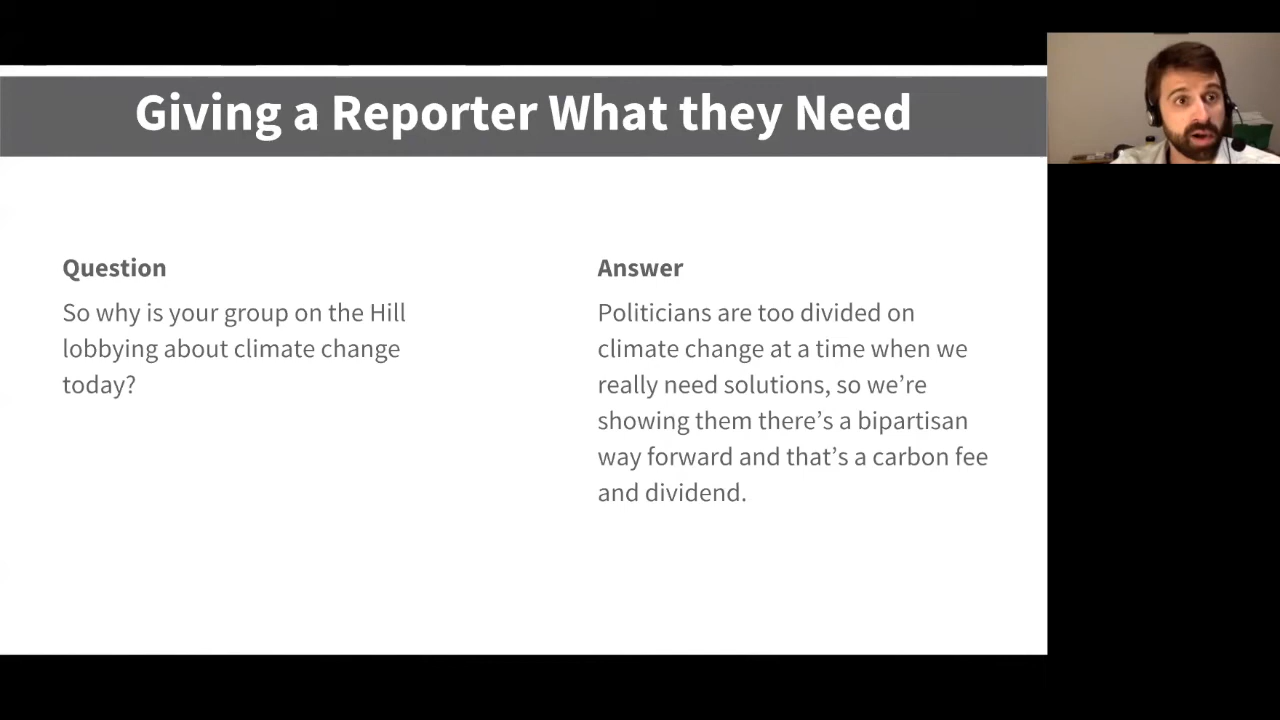 Giving a Reporter What they Need
Question
So why is your group on the Hill
lobbying about climate change
today?
Answer
Politicians are too divided on
climate change at a time when we
really need solutions, so we’re
showing them there’s a bipartisan
way forward and that’s a carbon fee
and dividend.